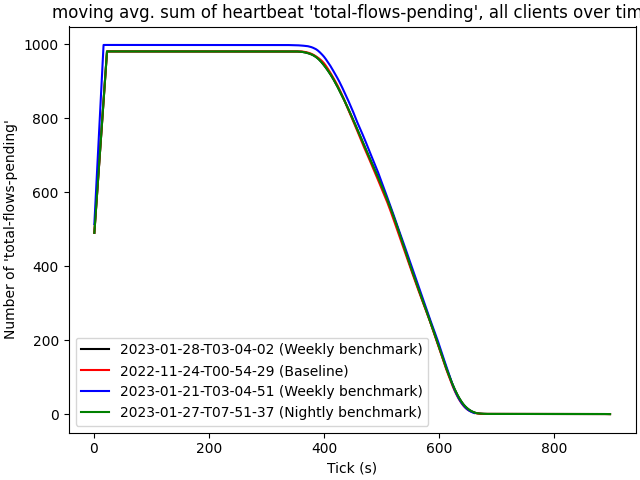 moving avg. sum of heartbeat 'total-flows-pending', all clients over tim
Number of 'total-flows-pending'
1000
800
600
400
200
0
2023-01-28-T03-04-02 (Weekly benchmark)
2022-11-24-T00-54-29 (Baseline)
2023-01-21-T03-04-51 (Weekly benchmark)
2023-01-27-T07-51-37 (Nightly benchmark)
0 200 400 600 800
Tick (s)